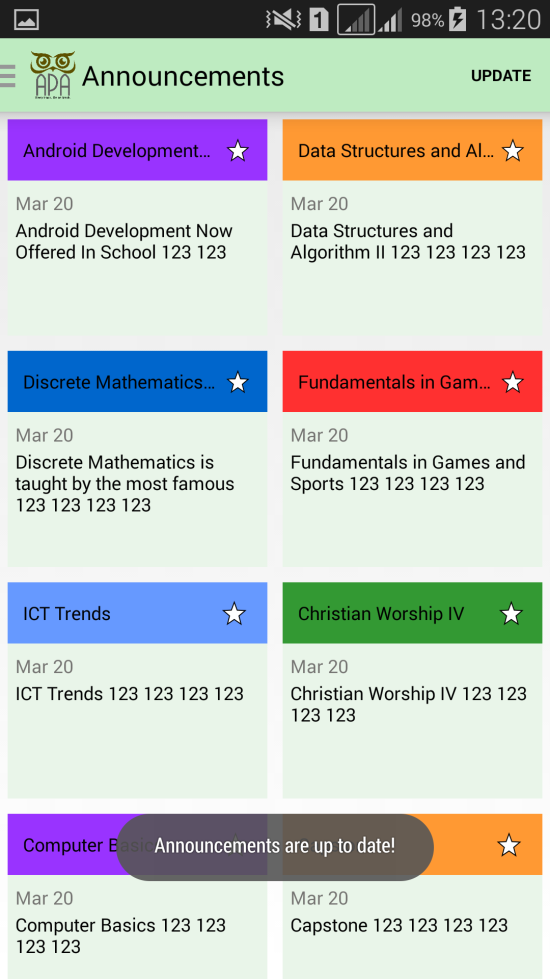 1 98% 13:20
APA Announcements UPDATE
Android Development...
Mar 20
Android Development Now
Offered In School 123 123
Data Structures and Al...
Mar 20
Data Structures and
Algorithm II 123 123 123 123
Discrete Mathematics...
Mar 20
Discrete Mathematics is
taught by the most famous
123 123 123 123
Fundamentals in Gam...
Mar 20
Fundamentals in Games and
Sports 123 123 123 123
ICT Trends
Mar 20
ICT Trends 123 123 123 123
Christian Worship IV
Mar 20
Christian Worship IV 123 123
123 123
Computer Basics
Mar 20
Computer Basics 123 123
123 123
Announcements are up to date!
Mar 20
Capstone 123 123 123 123